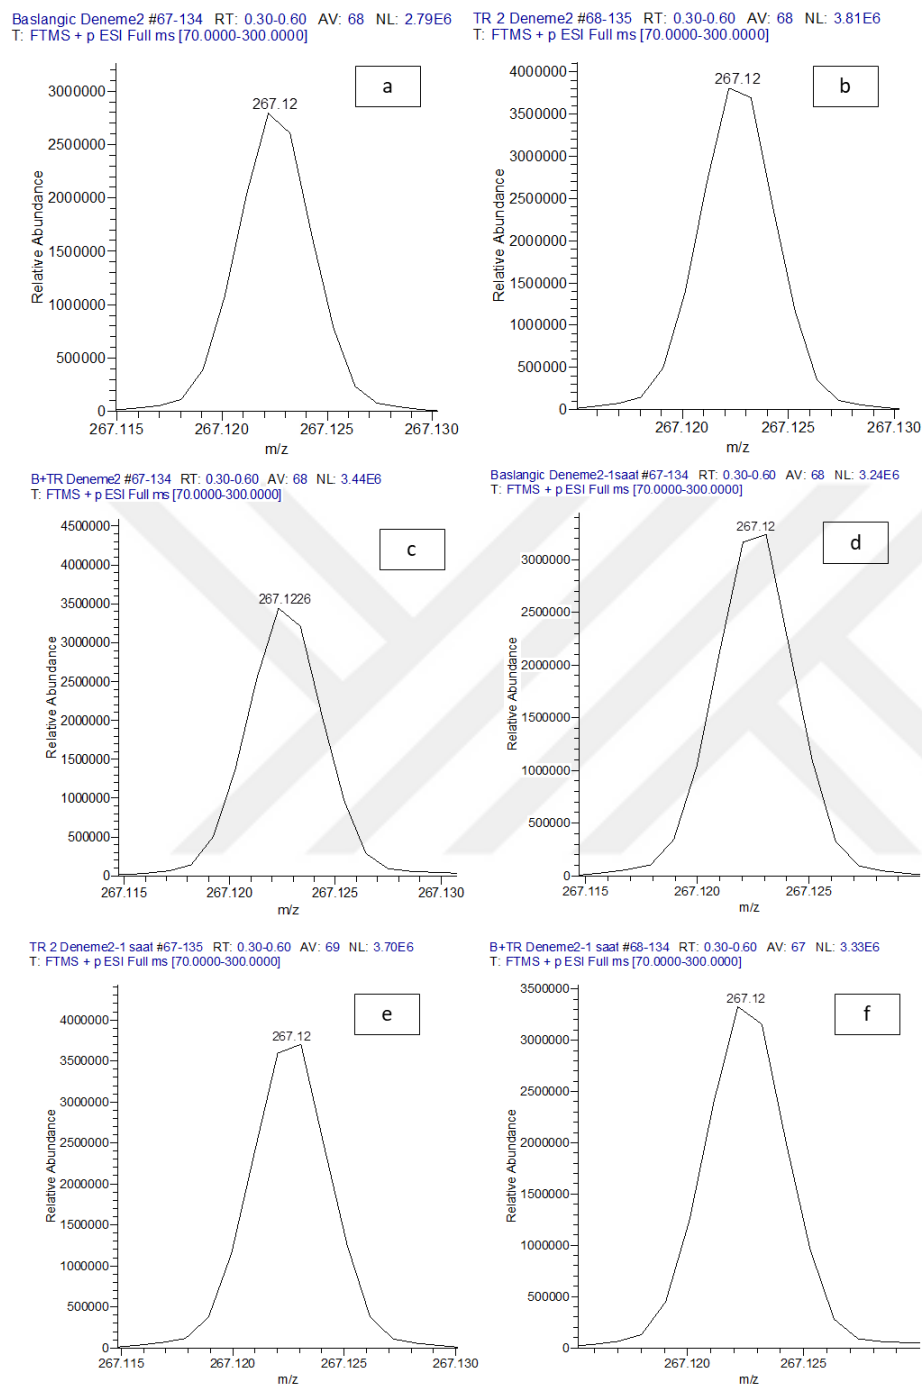 Baslangic Deneme2 #67-134 RT: 0.30-0.60 AV: 68 NL: 2.79E6
T: FTMS + p ESI Full ms [70.0000-300.0000]
a
267.12
3000000
2500000
2000000
1500000
1000000
500000
0
Relative Abundance
267.115 267.120 267.125 267.130
m/z
TR 2 Deneme2 #68-135 RT: 0.30-0.60 AV: 68 NL: 3.81E6
T: FTMS + p ESI Full ms [70.0000-300.0000]
b
267.12
4000000
3500000
3000000
2500000
2000000
1500000
1000000
500000
0
Relative Abundance
267.120 267.125 267.130
m/z
B+TR Deneme2 #67-134 RT: 0.30-0.60 AV: 68 NL: 3.44E6
T: FTMS + p ESI Full ms [70.0000-300.0000]
c
267.1226
4500000
4000000
3500000
3000000
2500000
2000000
1500000
1000000
500000
0
Relative Abundance
267.115 267.120 267.125 267.130
m/z
Baslangic Deneme2-1saat #67-134 RT: 0.30-0.60 AV: 68 NL: 3.24E6
T: FTMS + p ESI Full ms [70.0000-300.0000]
d
267.12
3000000
2500000
2000000
1500000
1000000
500000
0
Relative Abundance
267.115 267.120 267.125
m/z
TR 2 Deneme2-1 saat #67-135 RT: 0.30-0.60 AV: 69 NL: 3.70E6
T: FTMS + p ESI Full ms [70.0000-300.0000]
e
267.12
4000000
3500000
3000000
2500000
2000000
1500000
1000000
500000
0
Relative Abundance
267.115 267.120 267.125 267.130
m/z
B+TR Deneme2-1 saat #68-134 RT: 0.30-0.60 AV: 67 NL: 3.33E6
T: FTMS + p ESI Full ms [70.0000-300.0000]
f
267.12
3500000
3000000
2500000
2000000
1500000
1000000
500000
0
Relative Abundance
267.120 267.125
m/z